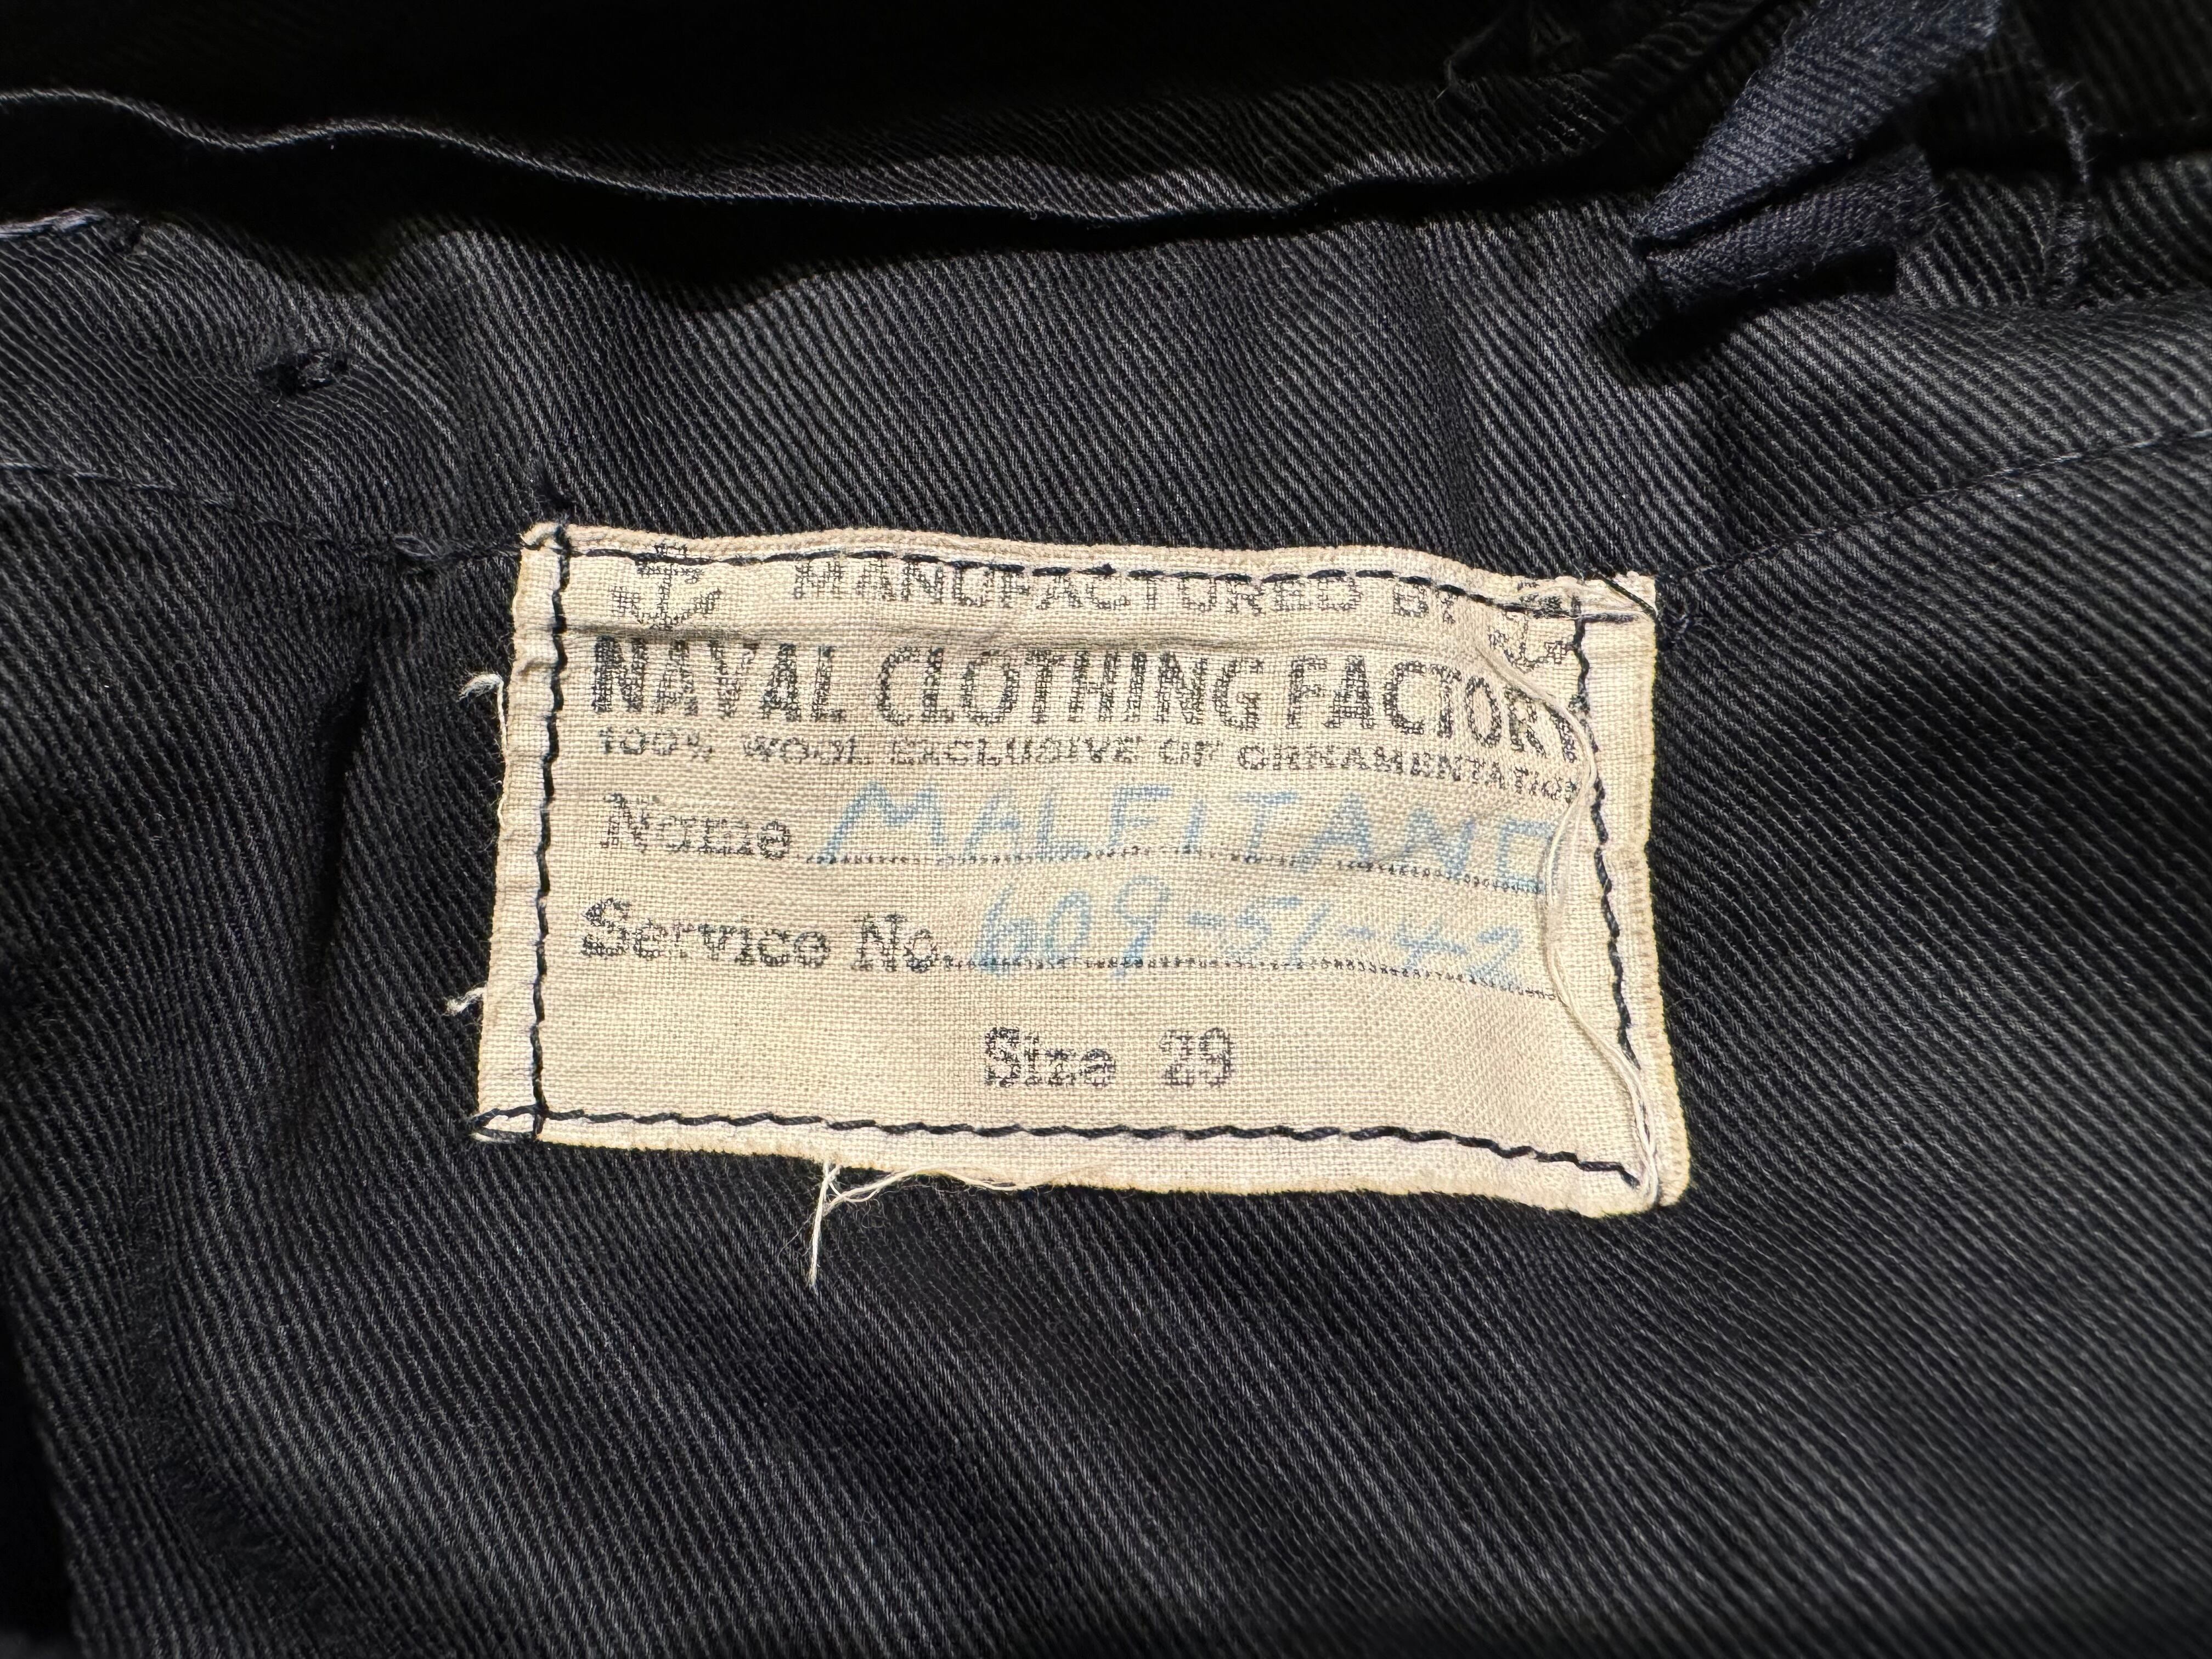 MANUFACTURED BY
NAVAL CLOTHING FACTORY
100% WOOL EXCLUSIVE OF ORNAMENTATION
Name MALFITANO
Service No. 609-51-42
Size 29